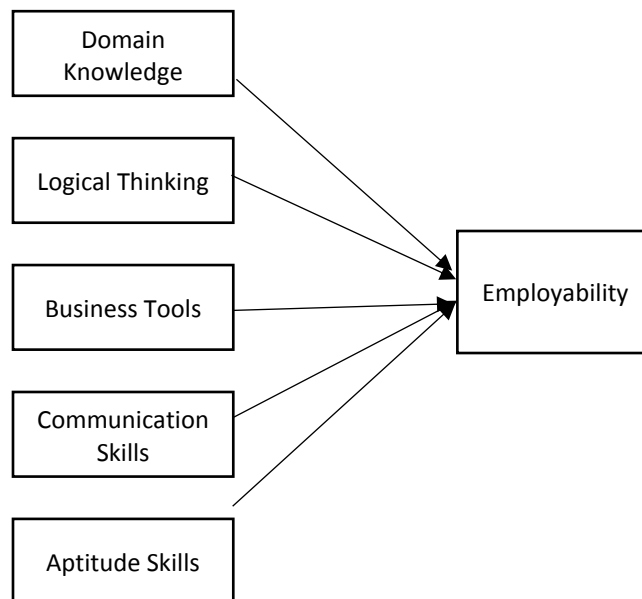 Domain
Knowledge
Logical Thinking
Business Tools
Communication
Skills
Aptitude Skills
Employability